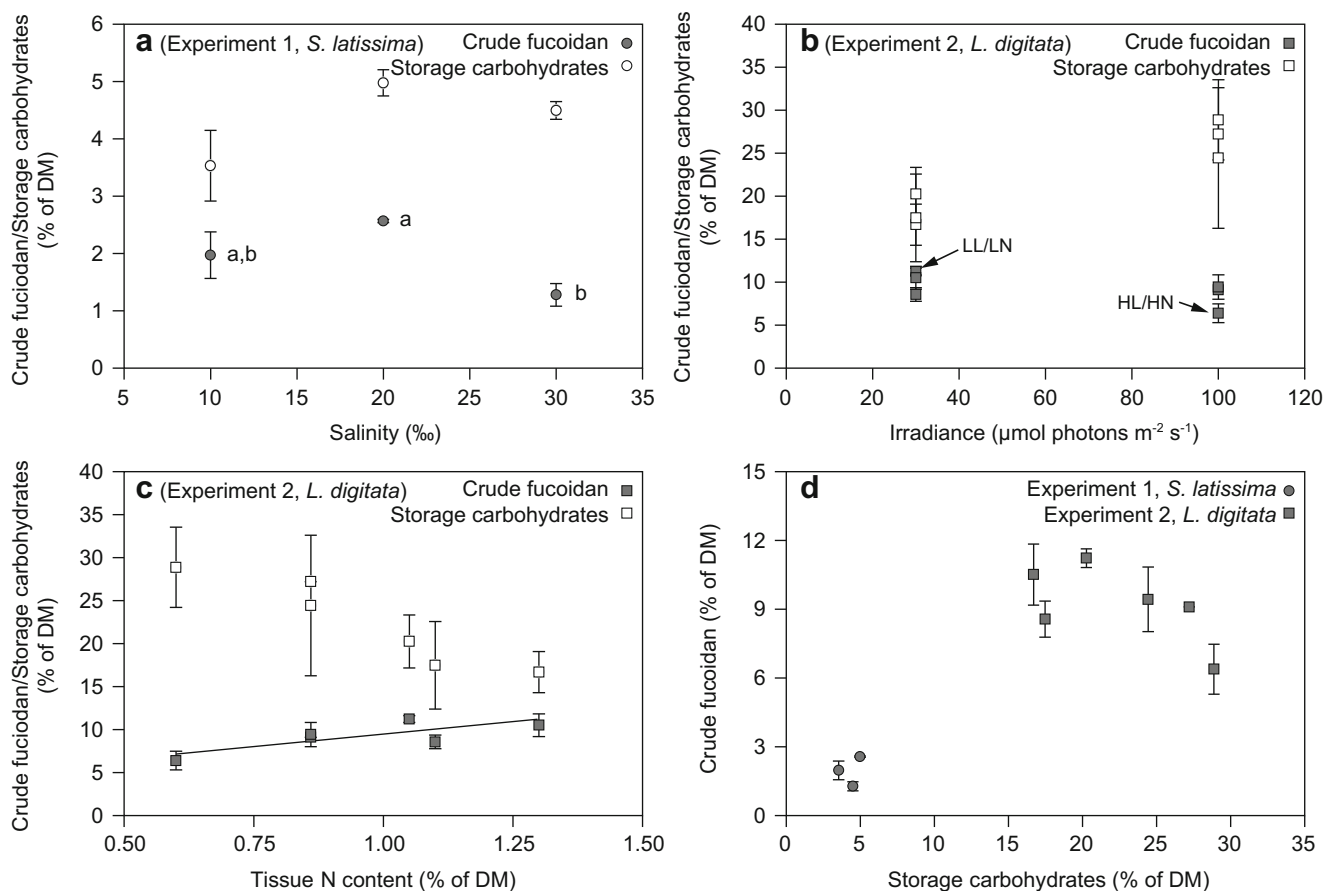 a (Experiment 1, S. latissima)
Crude fucoidan
Storage carbohydrates
a,b
a
b
Crude fuciodan/Storage carbohydrates
(% of DM)
6
5
4
3
2
1
0
5 10 15 20 25 30 35
Salinity (‰)
b (Experiment 2, L. digitata)
Crude fucoidan
Storage carbohydrates
LL/LN
HL/HN
Crude fuciodan/Storage carbohydrates
(% of DM)
40
35
30
25
20
15
10
5
0
0 20 40 60 80 100 120
Irradiance (µmol photons m⁻² s⁻¹)
c (Experiment 2, L. digitata)
Crude fucoidan
Storage carbohydrates
Crude fuciodan/Storage carbohydrates
(% of DM)
40
35
30
25
20
15
10
5
0
0.50 0.75 1.00 1.25 1.50
Tissue N content (% of DM)
d
Experiment 1, S. latissima
Experiment 2, L. digitata
Crude fucoidan (% of DM)
15
12
9
6
3
0
0 5 10 15 20 25 30 35
Storage carbohydrates (% of DM)